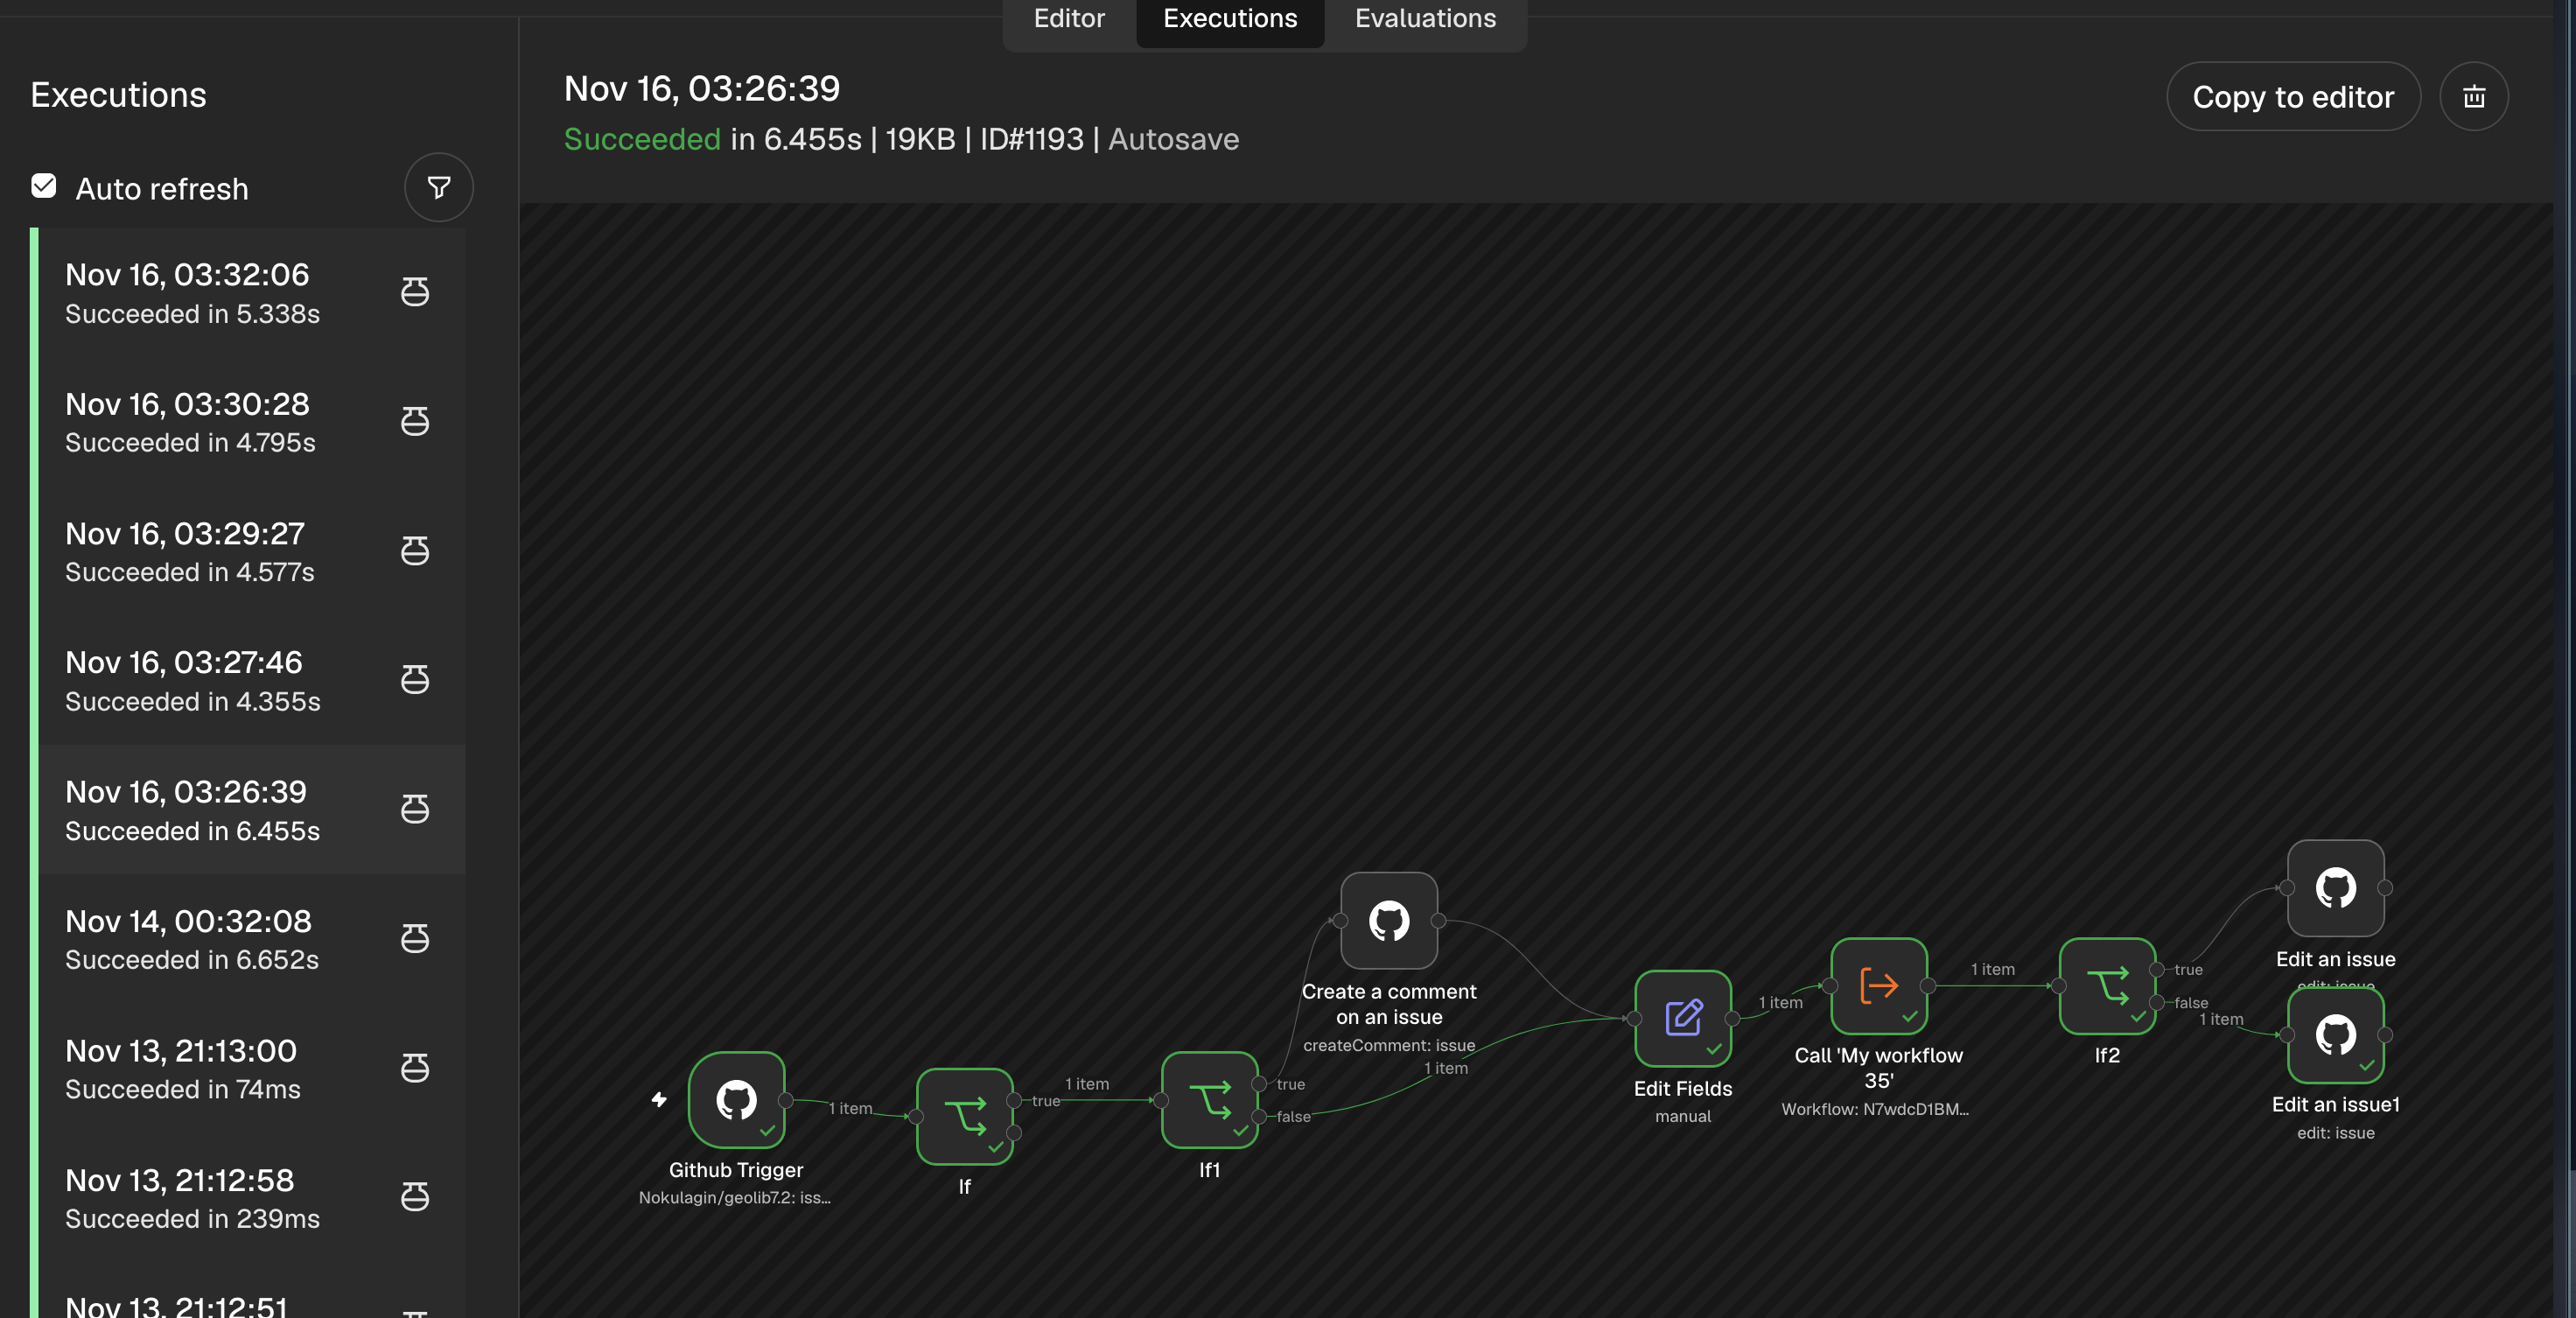 Editor
Executions
Evaluations
Executions
Auto refresh
Nov 16, 03:32:06
Succeeded in 5.338s
Nov 16, 03:30:28
Succeeded in 4.795s
Nov 16, 03:29:27
Succeeded in 4.577s
Nov 16, 03:27:46
Succeeded in 4.355s
Nov 16, 03:26:39
Succeeded in 6.455s
Nov 14, 00:32:08
Succeeded in 6.652s
Nov 13, 21:13:00
Succeeded in 74ms
Nov 13, 21:12:58
Succeeded in 239ms
Nov 13, 21:12:51
Nov 16, 03:26:39
Succeeded in 6.455s | 19KB | ID#1193 | Autosave
Copy to editor
Github Trigger
Nokulagin/geolib7.2: iss...
1 item
If
true
1 item
If1
true
false
1 item
Create a comment
on an issue
createComment: issue
Edit Fields
manual
1 item
Call 'My workflow
35'
Workflow: N7wdcD1BM...
1 item
If2
true
false
1 item
Edit an issue
edit: issue
Edit an issue1
edit: issue